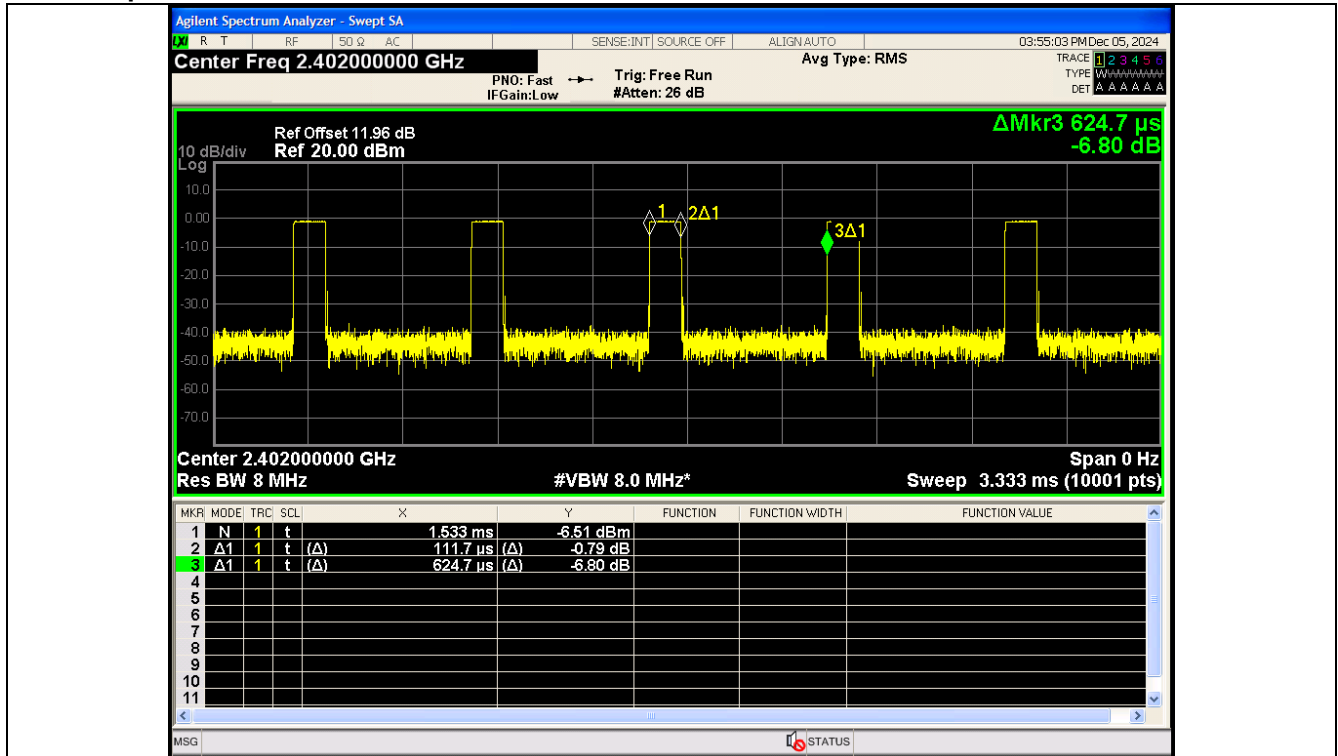 Agilent Spectrum Analyzer - Swept SA
LXI R T RF 50 Ω AC SENSE:INT SOURCE OFF ALIGN AUTO 03:55:03 PM Dec 05, 2024
Center Freq 2.402000000 GHz Avg Type: RMS TRACE 1 2 3 4 5 6
PNO: Fast Trig: Free Run TYPE WWWWWW
IFGain:Low #Atten: 26 dB DET A A A A A A
ΔMkr3 624.7 µs
Ref Offset 11.96 dB -6.80 dB
10 dB/div Ref 20.00 dBm
Log
10.0
0.00 1 2Δ1
3Δ1
-10.0
-20.0
-30.0
-40.0
-50.0
-60.0
-70.0
Center 2.402000000 GHz Span 0 Hz
Res BW 8 MHz #VBW 8.0 MHz* Sweep 3.333 ms (10001 pts)
MKR MODE TRC SCL X Y FUNCTION FUNCTION WIDTH FUNCTION VALUE
1 N 1 t 1.533 ms -6.51 dBm
2 Δ1 1 t (Δ) 111.7 µs (Δ) -0.79 dB
3 Δ1 1 t (Δ) 624.7 µs (Δ) -6.80 dB
4
5
6
7
8
9
10
11
MSG STATUS